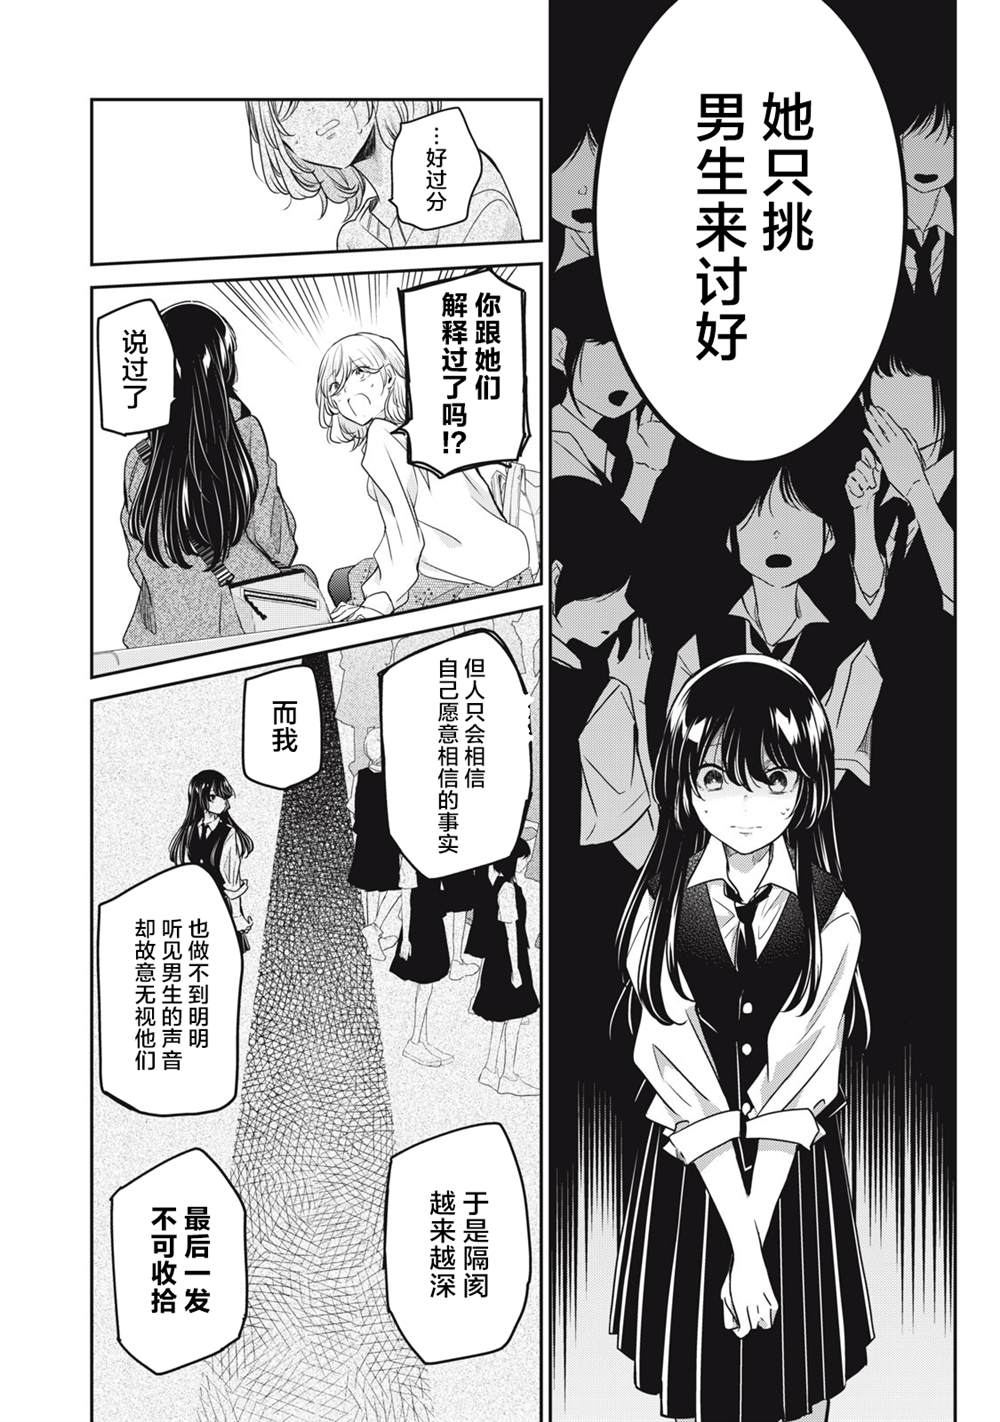 她只挑
男生来讨好
…好过分
你跟她们
解释过了吗!?
说过了
但人只会相信
自己愿意相信的事实
而我
也做不到明明
听见男生的声音
却故意无视他们
于是隔阂
越来越深
最后一发
不可收拾